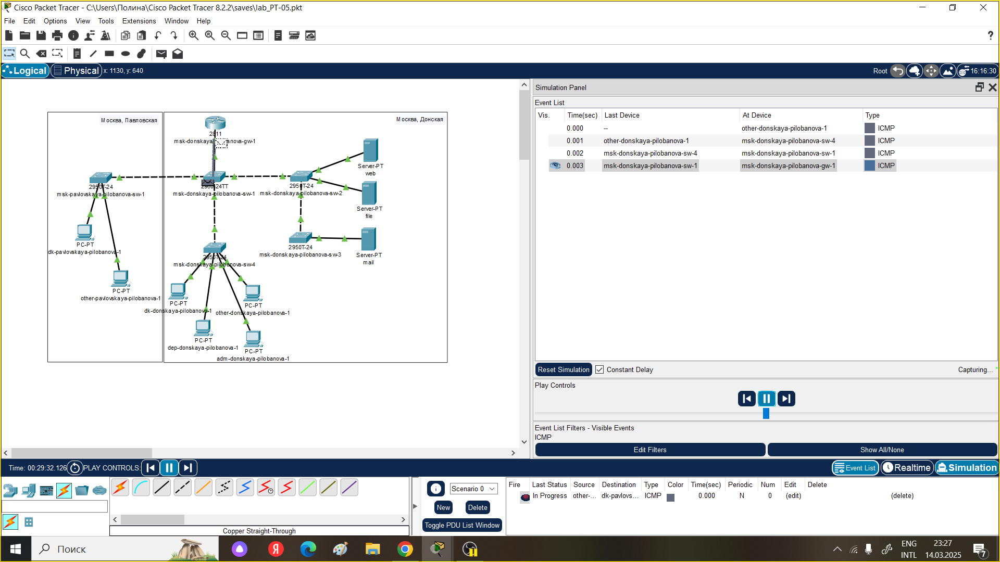 Cisco Packet Tracer - C:\Users\Полина\Cisco Packet Tracer 8.2.2\saves\lab_PT-05.pkt
File Edit Options View Tools Extensions Window Help
Logical Physical x: 1130, y: 640 Root 16:16:30
Москва, Павловская
Москва, Донская
2811
msk-donskaya anova-gw-1
Server-PT
web
2950T-24
msk-pavlovskaya-pilobanova-sw-1
24TT
msk-donskaya-pilobanova-sw-1
2950T-24
msk-donskaya-pilobanova-sw-2
Server-PT
file
PC-PT
dk-pavlovskaya-pilobanova-1
2950T-24
msk-donskaya-pilobanova-sw-3
Server-PT
mail
2950T-24
msk-donskaya-pilobanova-sw-4
PC-PT
other-pavlovskaya-pilobanova-1
PC-PT
dk-donskaya-pilobanova-1
PC-PT
other-donskaya-pilobanova-1
PC-PT
dep-donskaya-pilobanova-1
PC-PT
adm-donskaya-pilobanova-1
Simulation Panel
Event List
Vis. Time(sec) Last Device At Device Type
0.000 -- other-donskaya-pilobanova-1 ICMP
0.001 other-donskaya-pilobanova-1 msk-donskaya-pilobanova-sw-4 ICMP
0.002 msk-donskaya-pilobanova-sw-4 msk-donskaya-pilobanova-sw-1 ICMP
0.003 msk-donskaya-pilobanova-sw-1 msk-donskaya-pilobanova-gw-1 ICMP
Reset Simulation Constant Delay Capturing...
Play Controls
Event List Filters - Visible Events
ICMP
Edit Filters Show All/None
Time: 00:29:32.126 PLAY CONTROLS: Event List Realtime Simulation
Scenario 0
New Delete
Toggle PDU List Window
Copper Straight-Through
Fire Last Status Source Destination Type Color Time(sec) Periodic Num Edit Delete
In Progress other-... dk-pavlovs... ICMP 0.000 N 0 (edit) (delete)
Поиск
ENG
INTL
23:27
14.03.2025
7